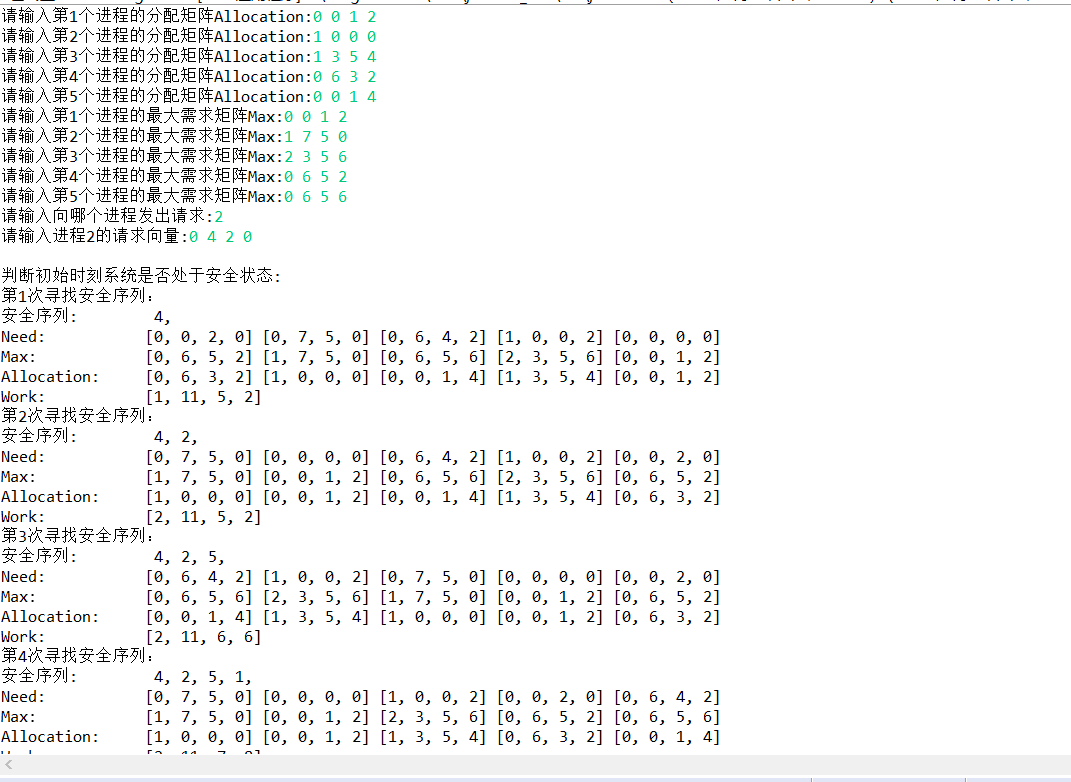 请输入第1个进程的分配矩阵Allocation:0 0 1 2
请输入第2个进程的分配矩阵Allocation:1 0 0 0
请输入第3个进程的分配矩阵Allocation:1 3 5 4
请输入第4个进程的分配矩阵Allocation:0 6 3 2
请输入第5个进程的分配矩阵Allocation:0 0 1 4
请输入第1个进程的最大需求矩阵Max:0 0 1 2
请输入第2个进程的最大需求矩阵Max:1 7 5 0
请输入第3个进程的最大需求矩阵Max:2 3 5 6
请输入第4个进程的最大需求矩阵Max:0 6 5 2
请输入第5个进程的最大需求矩阵Max:0 6 5 6
请输入向哪个进程发出请求:2
请输入进程2的请求向量:0 4 2 0
判断初始时刻系统是否处于安全状态:
第1次寻找安全序列:
安全序列: 4,
Need: [0, 0, 2, 0] [0, 7, 5, 0] [0, 6, 4, 2] [1, 0, 0, 2] [0, 0, 0, 0]
Max: [0, 6, 5, 2] [1, 7, 5, 0] [0, 6, 5, 6] [2, 3, 5, 6] [0, 0, 1, 2]
Allocation: [0, 6, 3, 2] [1, 0, 0, 0] [0, 0, 1, 4] [1, 3, 5, 4] [0, 0, 1, 2]
Work: [1, 11, 5, 2]
第2次寻找安全序列:
安全序列: 4, 2,
Need: [0, 7, 5, 0] [0, 0, 0, 0] [0, 6, 4, 2] [1, 0, 0, 2] [0, 0, 2, 0]
Max: [1, 7, 5, 0] [0, 0, 1, 2] [0, 6, 5, 6] [2, 3, 5, 6] [0, 6, 5, 2]
Allocation: [1, 0, 0, 0] [0, 0, 1, 2] [0, 0, 1, 4] [1, 3, 5, 4] [0, 6, 3, 2]
Work: [2, 11, 5, 2]
第3次寻找安全序列:
安全序列: 4, 2, 5,
Need: [0, 6, 4, 2] [1, 0, 0, 2] [0, 7, 5, 0] [0, 0, 0, 0] [0, 0, 2, 0]
Max: [0, 6, 5, 6] [2, 3, 5, 6] [1, 7, 5, 0] [0, 0, 1, 2] [0, 6, 5, 2]
Allocation: [0, 0, 1, 4] [1, 3, 5, 4] [1, 0, 0, 0] [0, 0, 1, 2] [0, 6, 3, 2]
Work: [2, 11, 6, 6]
第4次寻找安全序列:
安全序列: 4, 2, 5, 1,
Need: [0, 7, 5, 0] [0, 0, 0, 0] [1, 0, 0, 2] [0, 0, 2, 0] [0, 6, 4, 2]
Max: [1, 7, 5, 0] [0, 0, 1, 2] [2, 3, 5, 6] [0, 6, 5, 2] [0, 6, 5, 6]
Allocation: [1, 0, 0, 0] [0, 0, 1, 2] [1, 3, 5, 4] [0, 6, 3, 2] [0, 0, 1, 4]